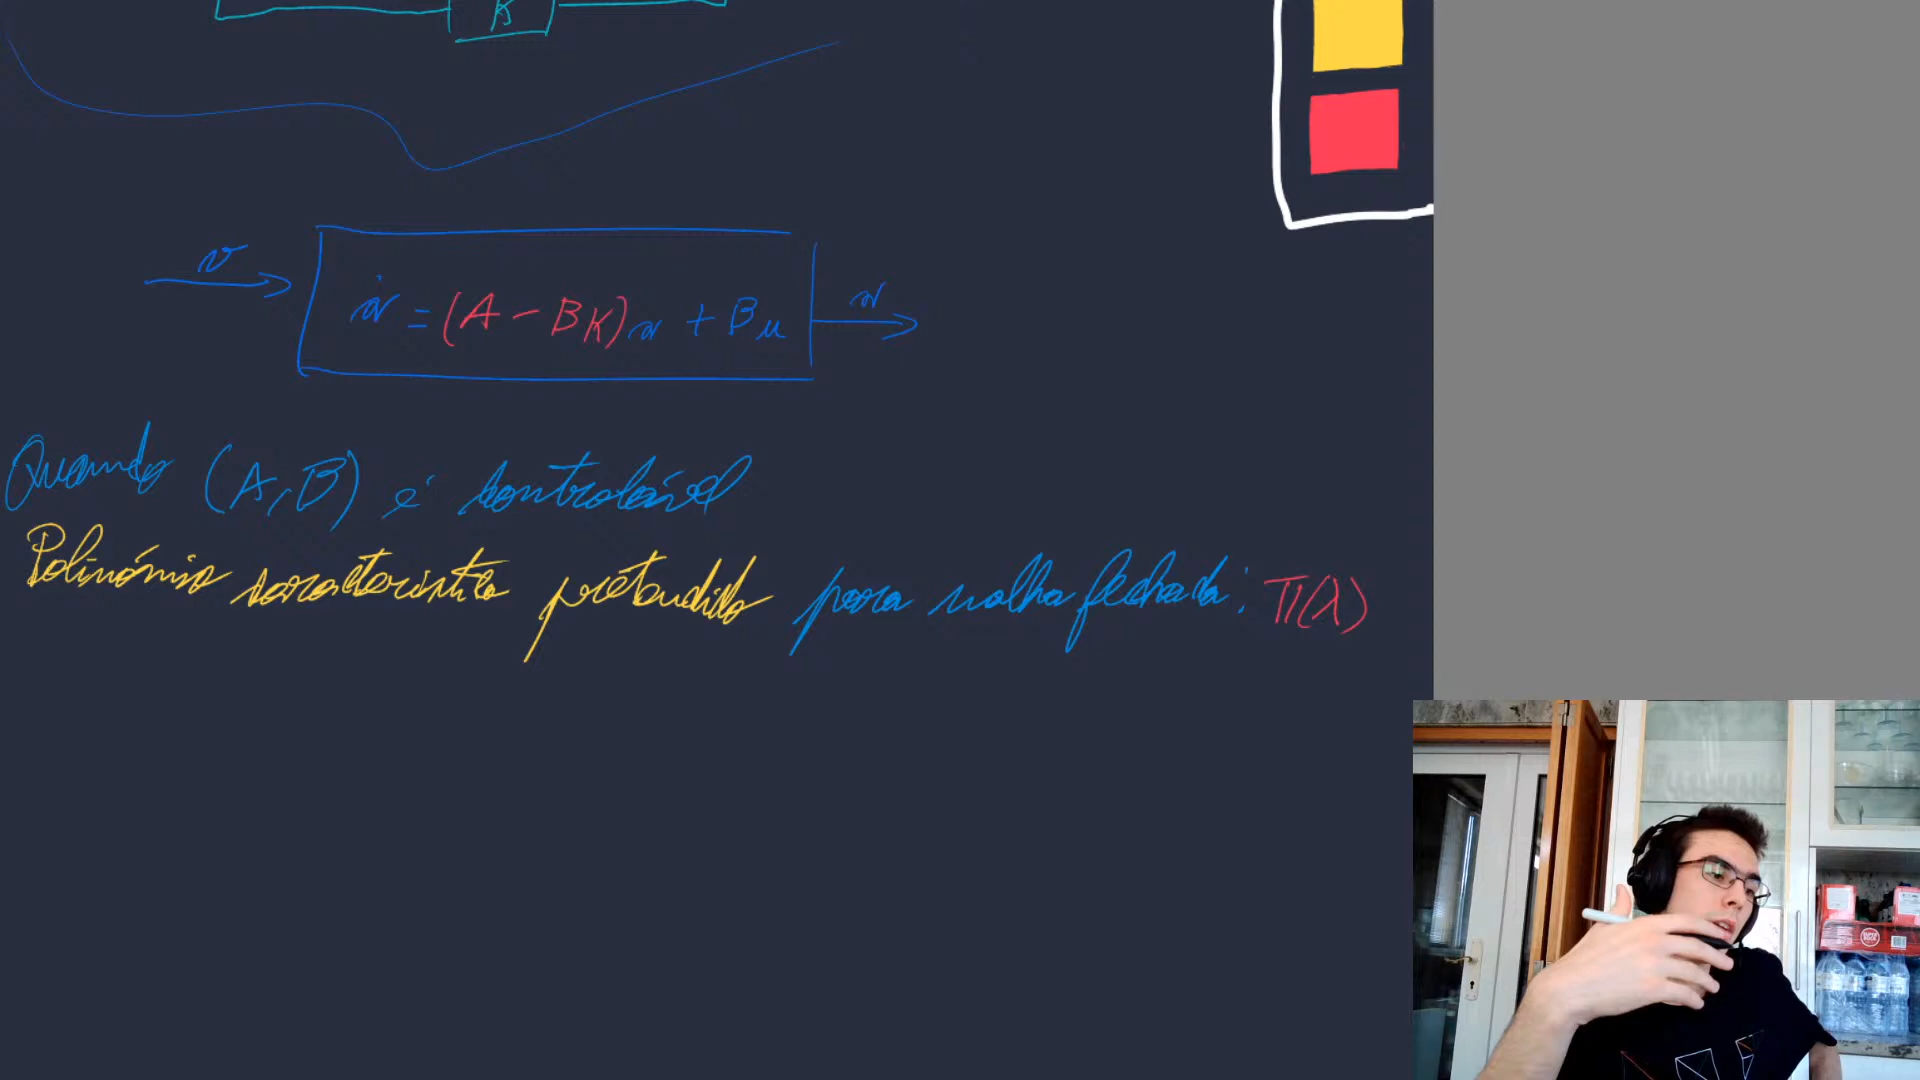 K
v
ẋ = (A - BK)x + Bu
x
Quando (A, B) é controlável
Polinómio característico pretendido para malha fechada: Π(λ)